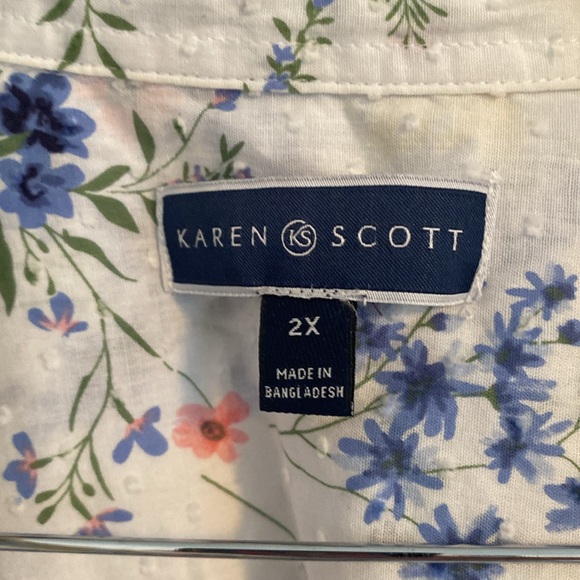 KAREN KS SCOTT
2X
MADE IN
BANGLADESH